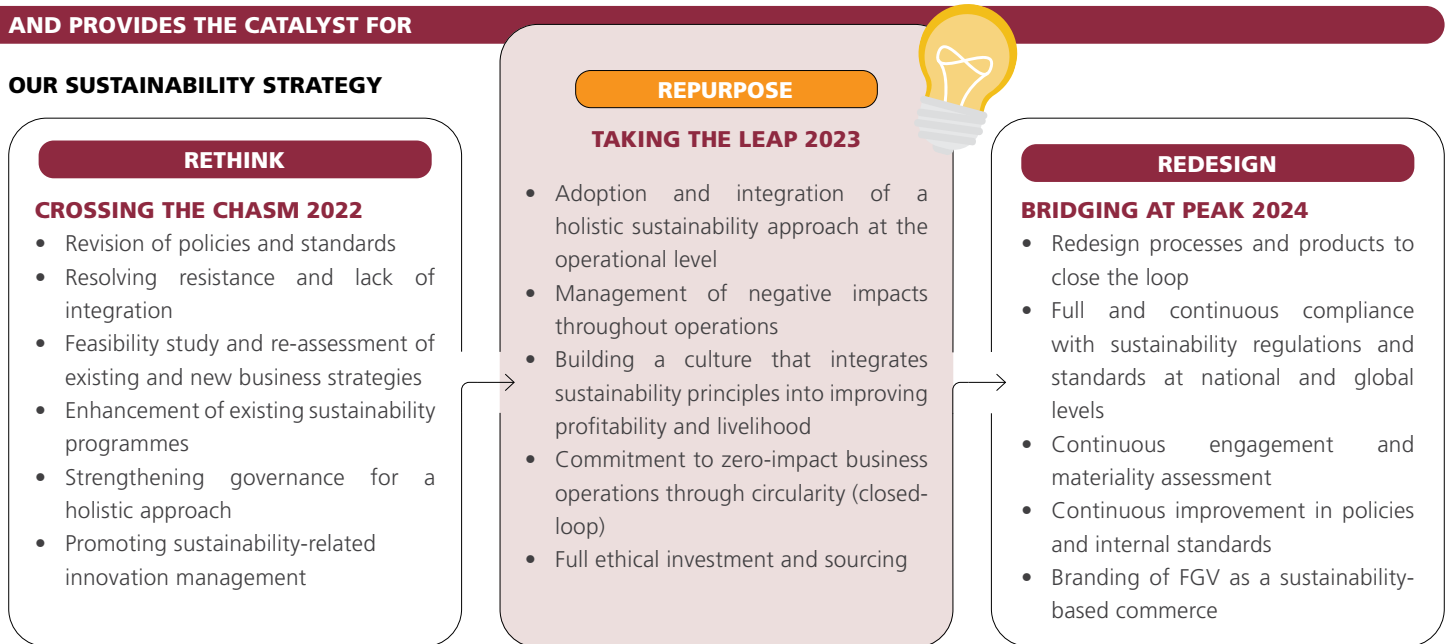 AND PROVIDES THE CATALYST FOR
OUR SUSTAINABILITY STRATEGY
RETHINK
CROSSING THE CHASM 2022
• Revision of policies and standards
• Resolving resistance and lack of
integration
• Feasibility study and re-assessment of
existing and new business strategies
• Enhancement of existing sustainability
programmes
• Strengthening governance for a
holistic approach
• Promoting sustainability-related
innovation management
REPURPOSE
TAKING THE LEAP 2023
• Adoption and integration of a
holistic sustainability approach at the
operational level
• Management of negative impacts
throughout operations
• Building a culture that integrates
sustainability principles into improving
profitability and livelihood
• Commitment to zero-impact business
operations through circularity (closed-
loop)
• Full ethical investment and sourcing
REDESIGN
BRIDGING AT PEAK 2024
• Redesign processes and products to
close the loop
• Full and continuous compliance
with sustainability regulations and
standards at national and global
levels
• Continuous engagement and
materiality assessment
• Continuous improvement in policies
and internal standards
• Branding of FGV as a sustainability-
based commerce